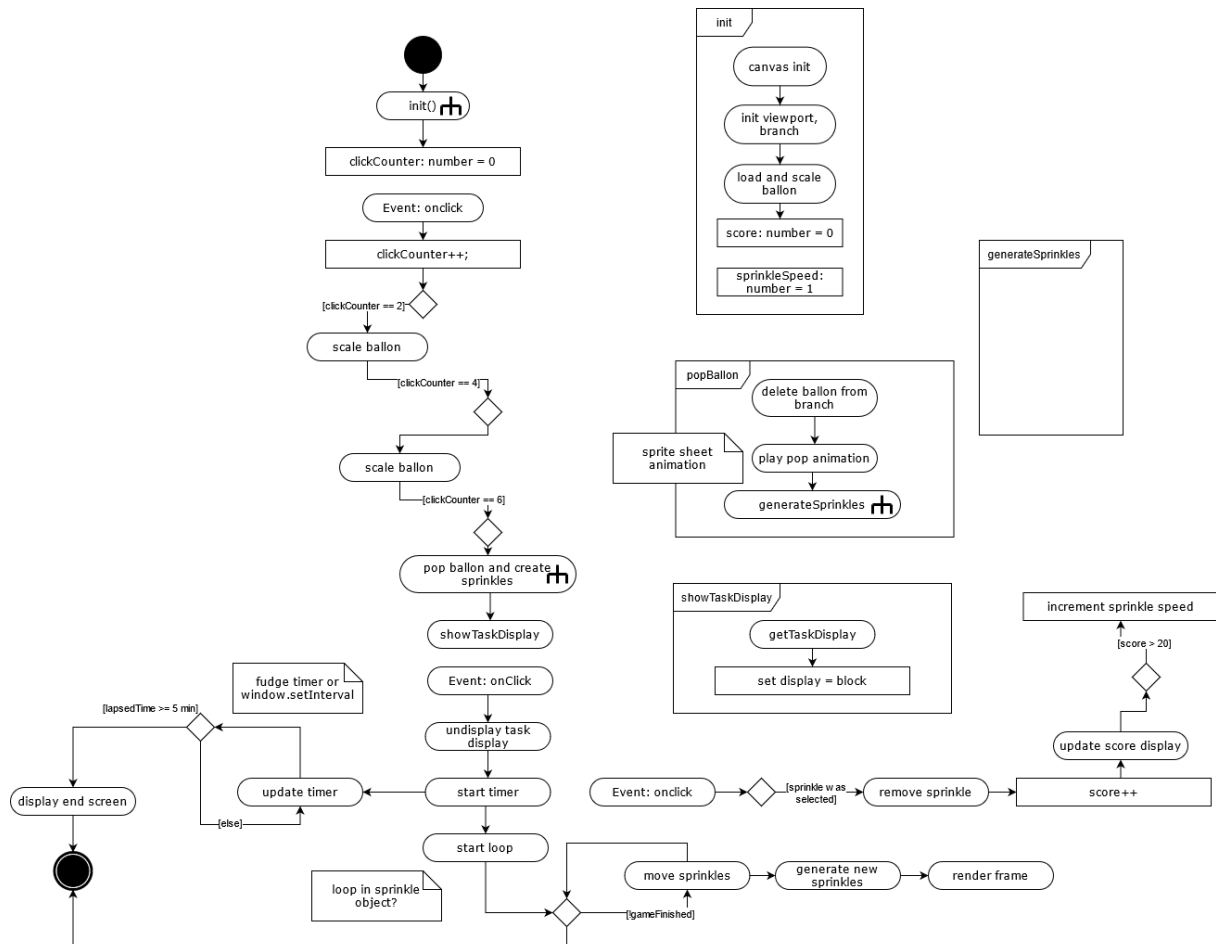 init
canvas init
init()
init viewport,
branch
clickCounter: number = 0
load and scale
ballon
Event: onclick
score: number = 0
clickCounter++;
generateSprinkles
sprinkleSpeed:
number = 1
[clickCounter == 2]
scale ballon
popBallon
[clickCounter == 4]
delete ballon from
branch
sprite sheet
animation
play pop animation
scale ballon
[clickCounter == 6]
generateSprinkles
pop ballon and create
sprinkles
showTaskDisplay
increment sprinkle speed
showTaskDisplay
getTaskDisplay
[score > 20]
fudge timer or
window.setInterval
Event: onClick
set display = block
[lapsedTime >= 5 min]
undisplay task
display
update score display
display end screen
update timer
start timer
Event: onclick
[sprinkle was
selected]
remove sprinkle
score++
[else]
start loop
loop in sprinkle
object?
move sprinkles
generate new
sprinkles
render frame
[!gameFinished]